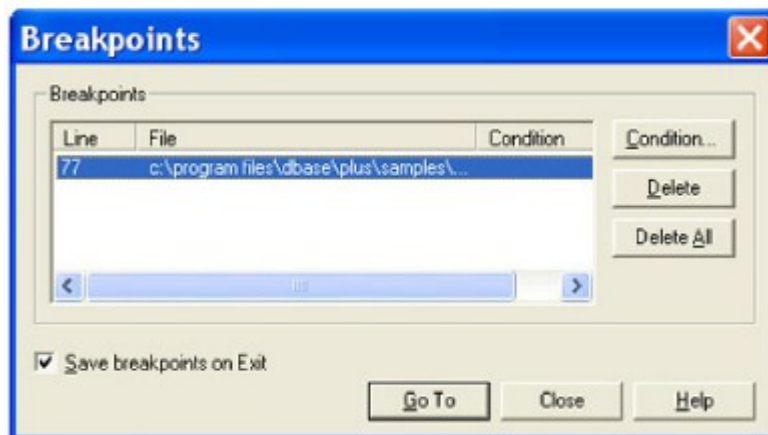 Breakpoints
Breakpoints
Line File Condition
77 c:\program files\dbase\plus\samples\...
Condition...
Delete
Delete All
Save breakpoints on Exit
Go To Close Help